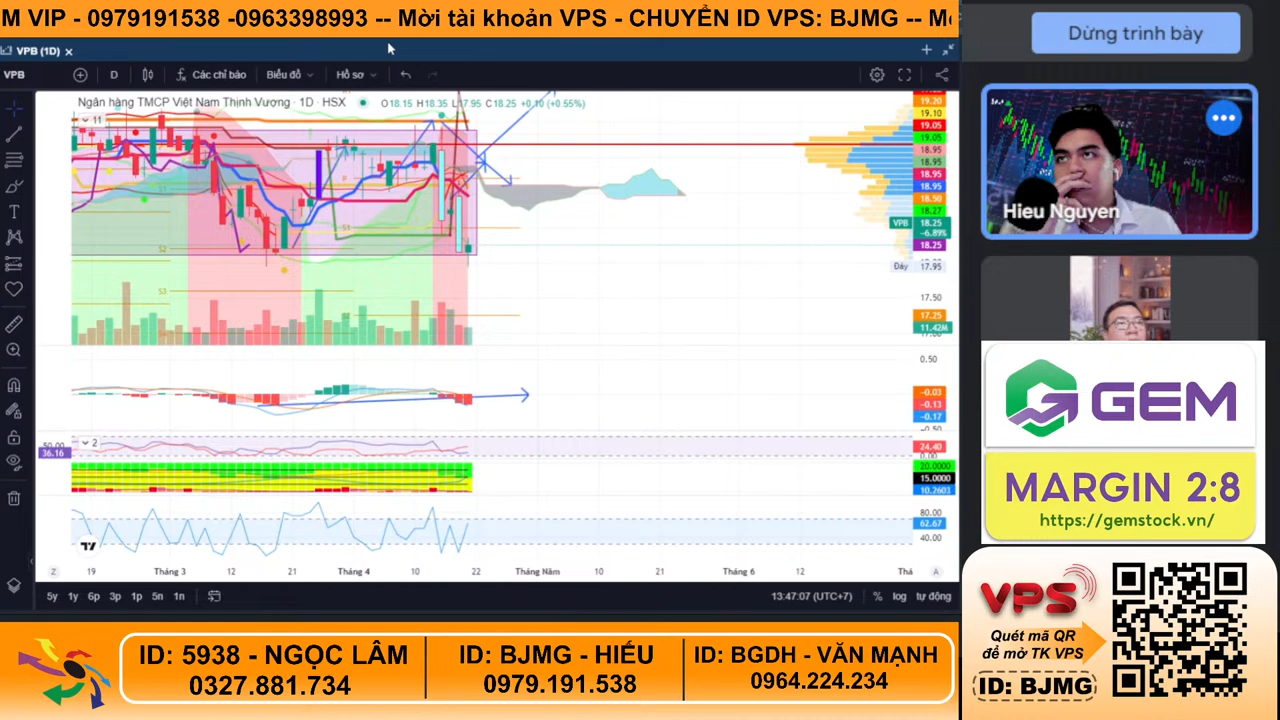 M VIP - 0979191538 -0963398993 -- Mời tài khoản VPS - CHUYỂN ID VPS: BJMG -- M
VPB (1D)
VPB
D
Các chỉ báo
Biểu đồ
Hồ sơ
Ngân hàng TMCP Việt Nam Thịnh Vượng · 1D · HSX
O18.15 H18.35 L17.95 C18.25 +0.10 (+0.55%)
11
19.20
19.10
19.05
19.05
18.95
18.95
18.95
18.95
18.50
18.27
VPB 18.25
-6.89%
18.25
Đáy 17.95
17.50
17.25
11.42M
P
S1
S2
S3
0.50
-0.03
-0.13
-0.17
-0.50
2
50.00
36.16
24.40
0.00
20.0000
15.0000
10.2603
80.00
62.67
40.00
Z
19
Tháng 3
12
21
Tháng 4
10
22
Tháng Năm
10
21
Tháng 6
12
Thá
A
5y 1y 6p 3p 1p 5n 1n
13:47:07 (UTC+7)
% log tự động
Dừng trình bày
Hieu Nguyen
GEM
MARGIN 2:8
https://gemstock.vn/
VPS
Quét mã QR
để mở TK VPS
ID: BJMG
ID: 5938 - NGỌC LÂM
0327.881.734
ID: BJMG - HIẾU
0979.191.538
ID: BGDH - VĂN MẠNH
0964.224.234